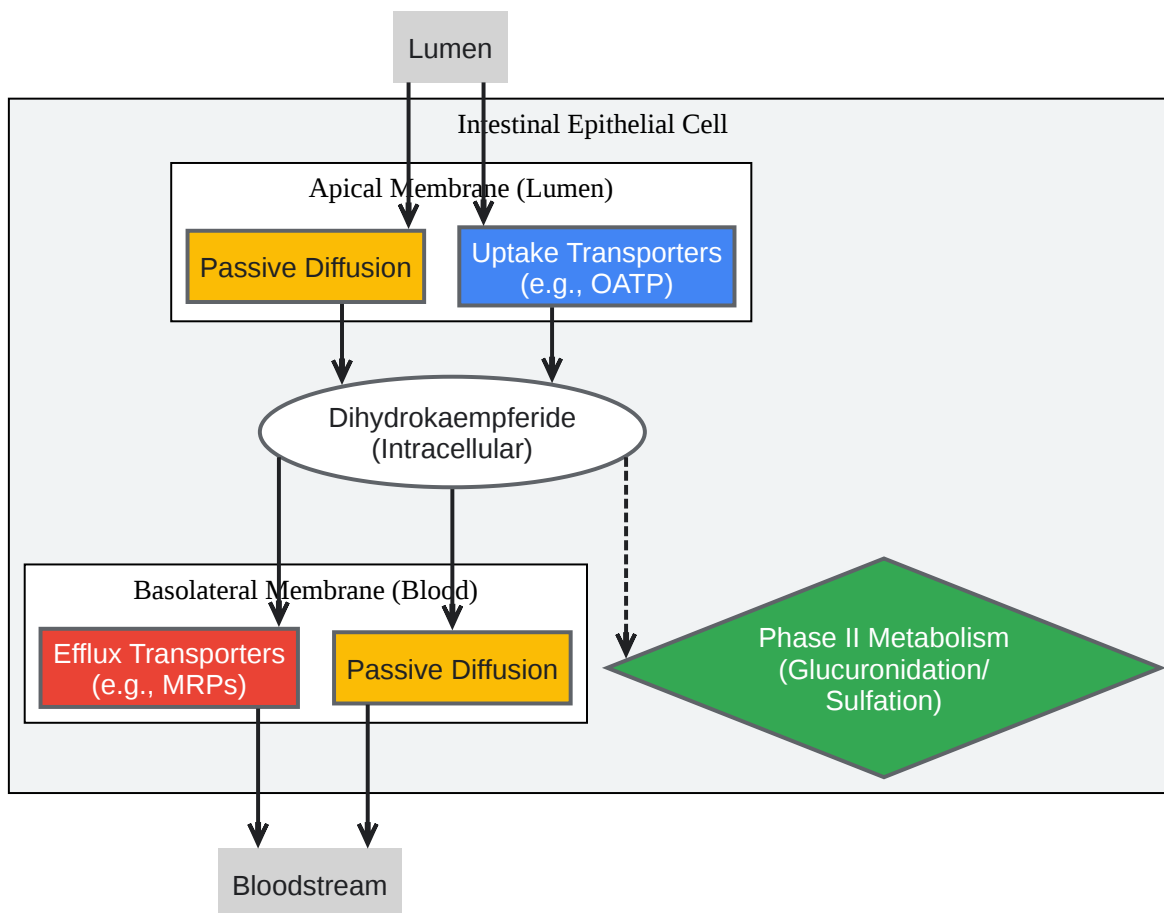 Lumen
Intestinal Epithelial Cell
Apical Membrane (Lumen)
Passive Diffusion
Uptake Transporters
(e.g., OATP)
Dihydrokaempferide
(Intracellular)
Basolateral Membrane (Blood)
Efflux Transporters
(e.g., MRPs)
Passive Diffusion
Phase II Metabolism
(Glucuronidation/
Sulfation)
Bloodstream